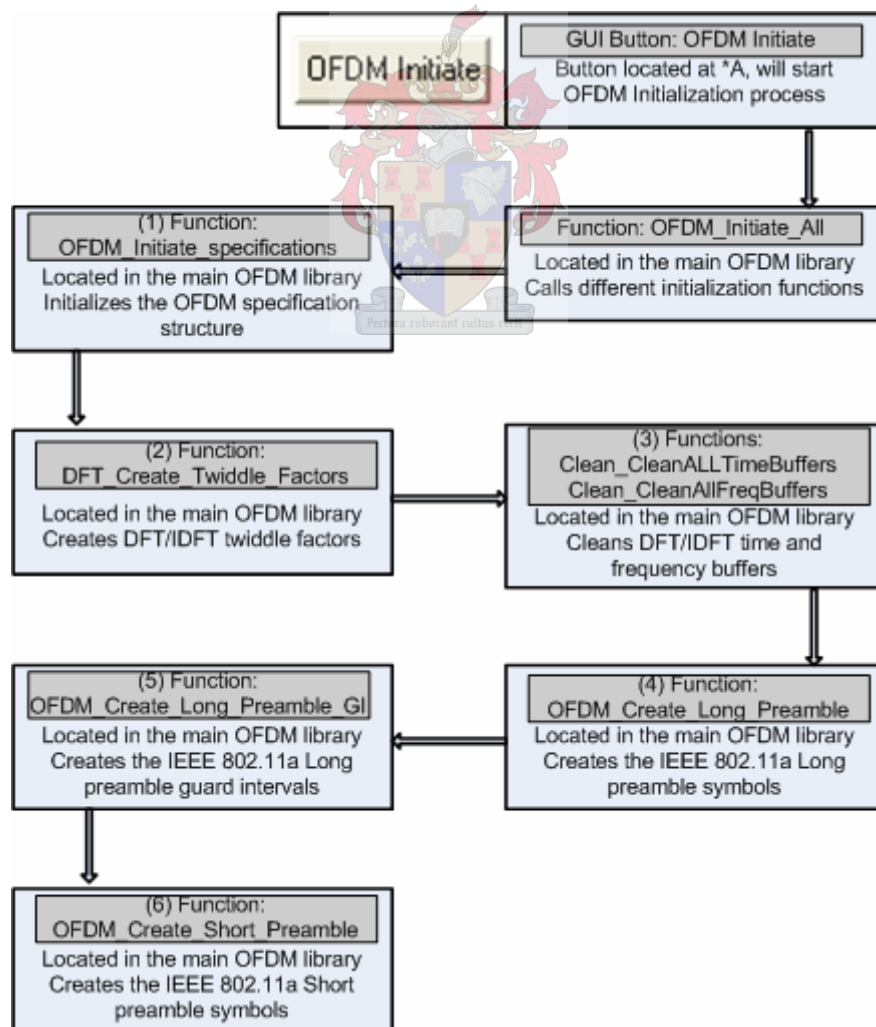 OFDM Initiate
GUI Button: OFDM Initiate
Button located at *A, will start
OFDM Initialization process
Function: OFDM_Initiate_All
Located in the main OFDM library
Calls different initialization functions
(1) Function:
OFDM_Initiate_specifications
Located in the main OFDM library
Initializes the OFDM specification
structure
Pectura roborant cultus recti
(2) Function:
DFT_Create_Twiddle_Factors
Located in the main OFDM library
Creates DFT/IDFT twiddle factors
(3) Functions:
Clean_CleanALLTimeBuffers
Clean_CleanAllFreqBuffers
Located in the main OFDM library
Cleans DFT/IDFT time and
frequency buffers
(4) Function:
OFDM_Create_Long_Preamble
Located in the main OFDM library
Creates the IEEE 802.11a Long
preamble symbols
(5) Function:
OFDM_Create_Long_Preamble_GI
Located in the main OFDM library
Creates the IEEE 802.11a Long
preamble guard intervals
(6) Function:
OFDM_Create_Short_Preamble
Located in the main OFDM library
Creates the IEEE 802.11a Short
preamble symbols